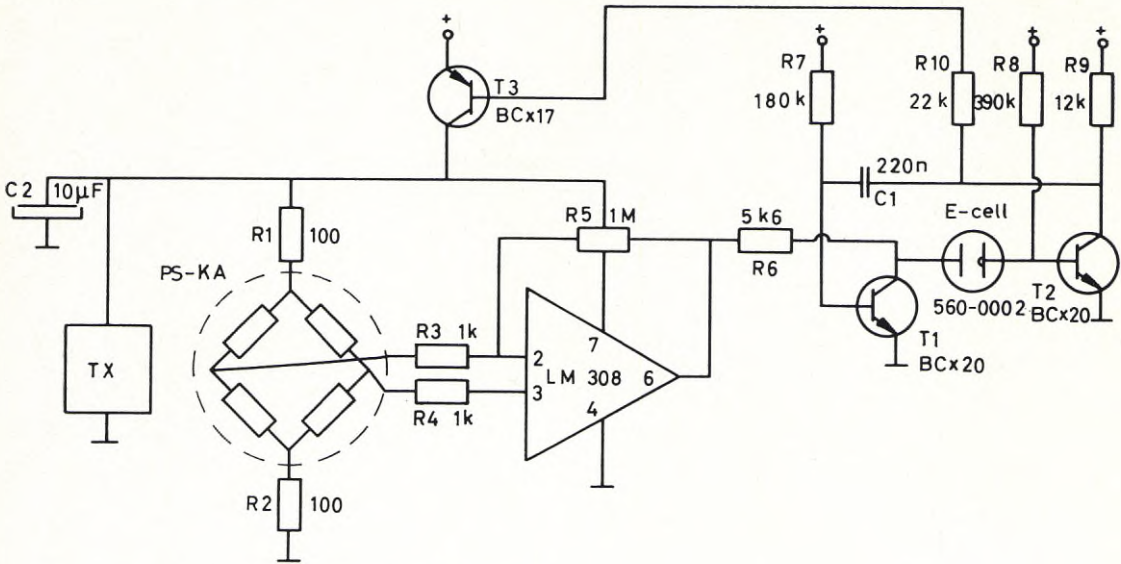 +
T3
BCx17
+
R7
180 k
R10
22 k
+
R8
390k
+
R9
12k
C2 10µF
R1 100
220n
C1
R5 1M
5 k6
R6
E-cell
560-0002
PS-KA
T1
BCx20
T2
BCx20
TX
R3 1k
R4 1k
2
3
7
LM 308
6
4
R2 100